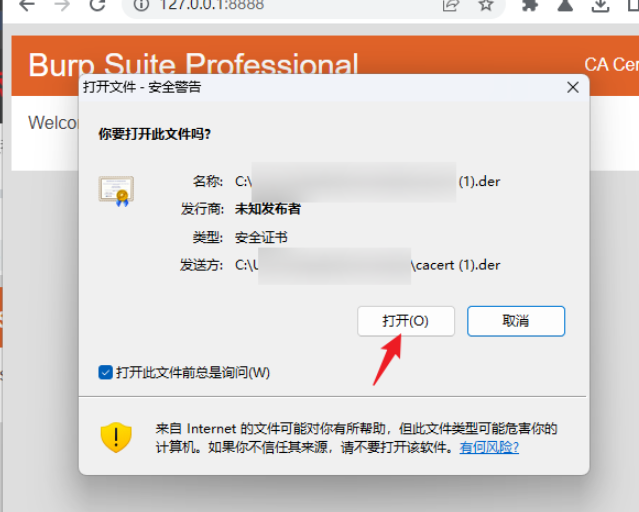 127.0.0.1:8888
Burp Suite Professional
CA Cer
Welco
打开文件 - 安全警告
你要打开此文件吗?
名称: C:\ (1).der
发行商: 未知发布者
类型: 安全证书
发送方: C:\U \cacert (1).der
打开(O)
取消
打开此文件前总是询问(W)
来自 Internet 的文件可能对你有所帮助，但此文件类型可能危害你的
计算机。如果你不信任其来源，请不要打开该软件。有何风险?